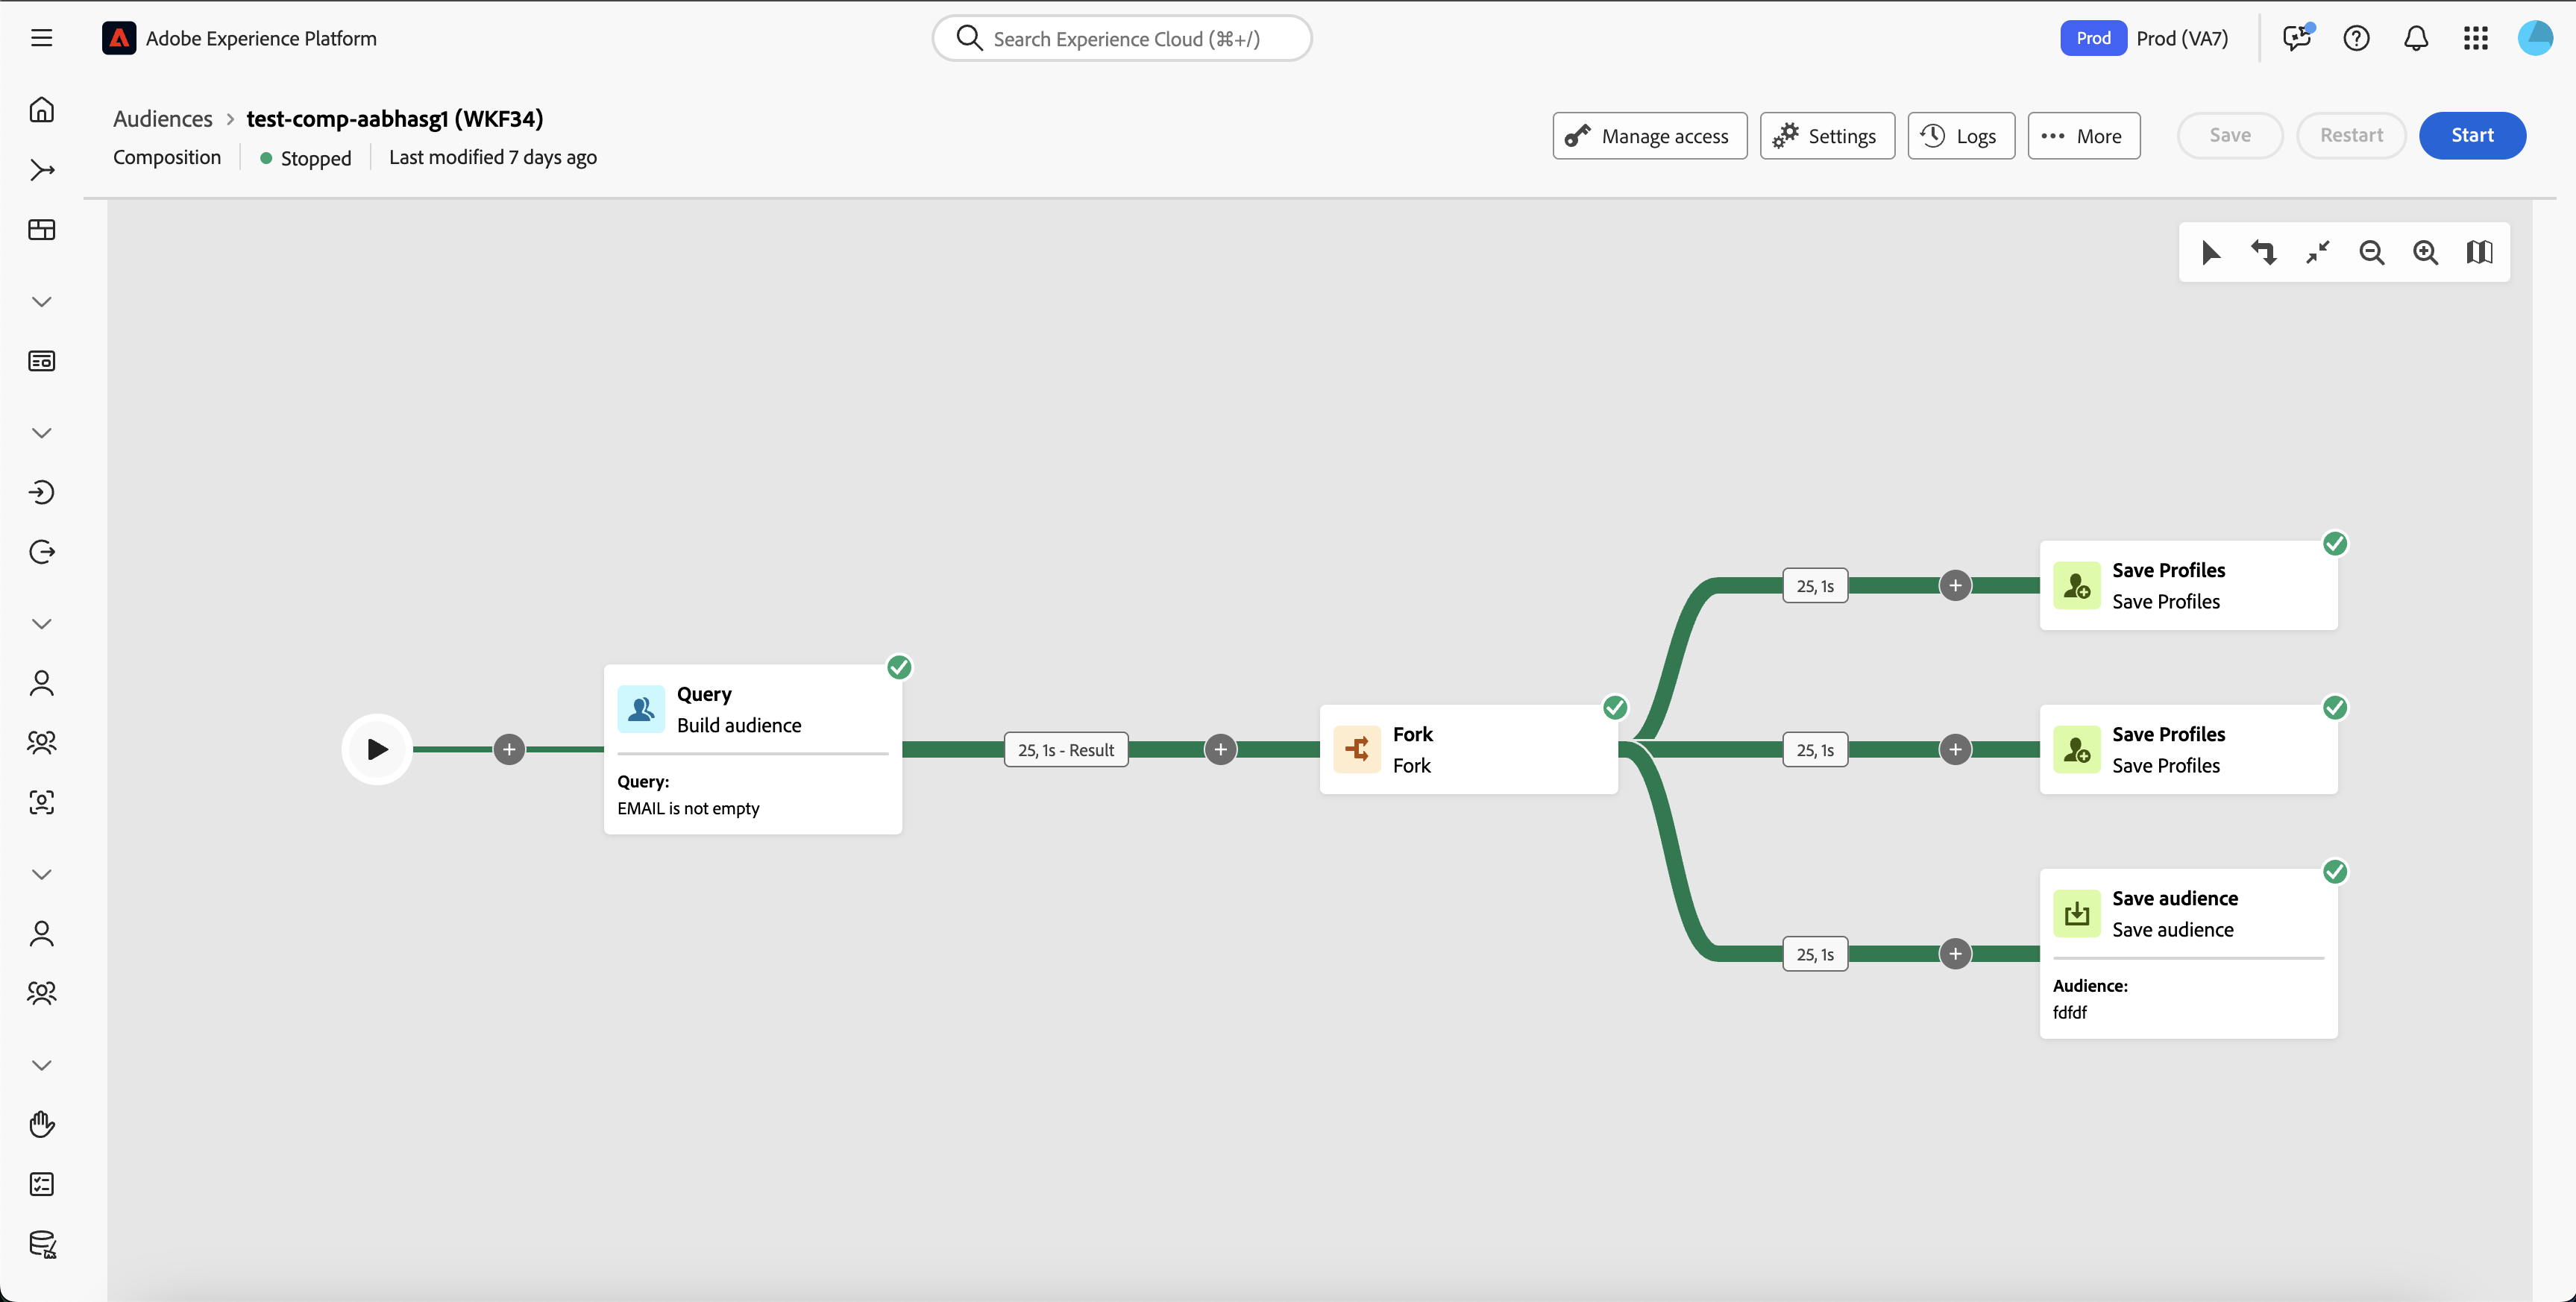 Adobe Experience Platform
Search Experience Cloud (⌘+/)
Prod
Prod (VA7)
Audiences > test-comp-aabhasg1 (WKF34)
Composition
Stopped
Last modified 7 days ago
Manage access
Settings
Logs
More
Save
Restart
Start
Query
Build audience
Query:
EMAIL is not empty
25, 1s - Result
Fork
Fork
25, 1s
Save Profiles
Save Profiles
25, 1s
Save Profiles
Save Profiles
25, 1s
Save audience
Save audience
Audience:
fdfdf